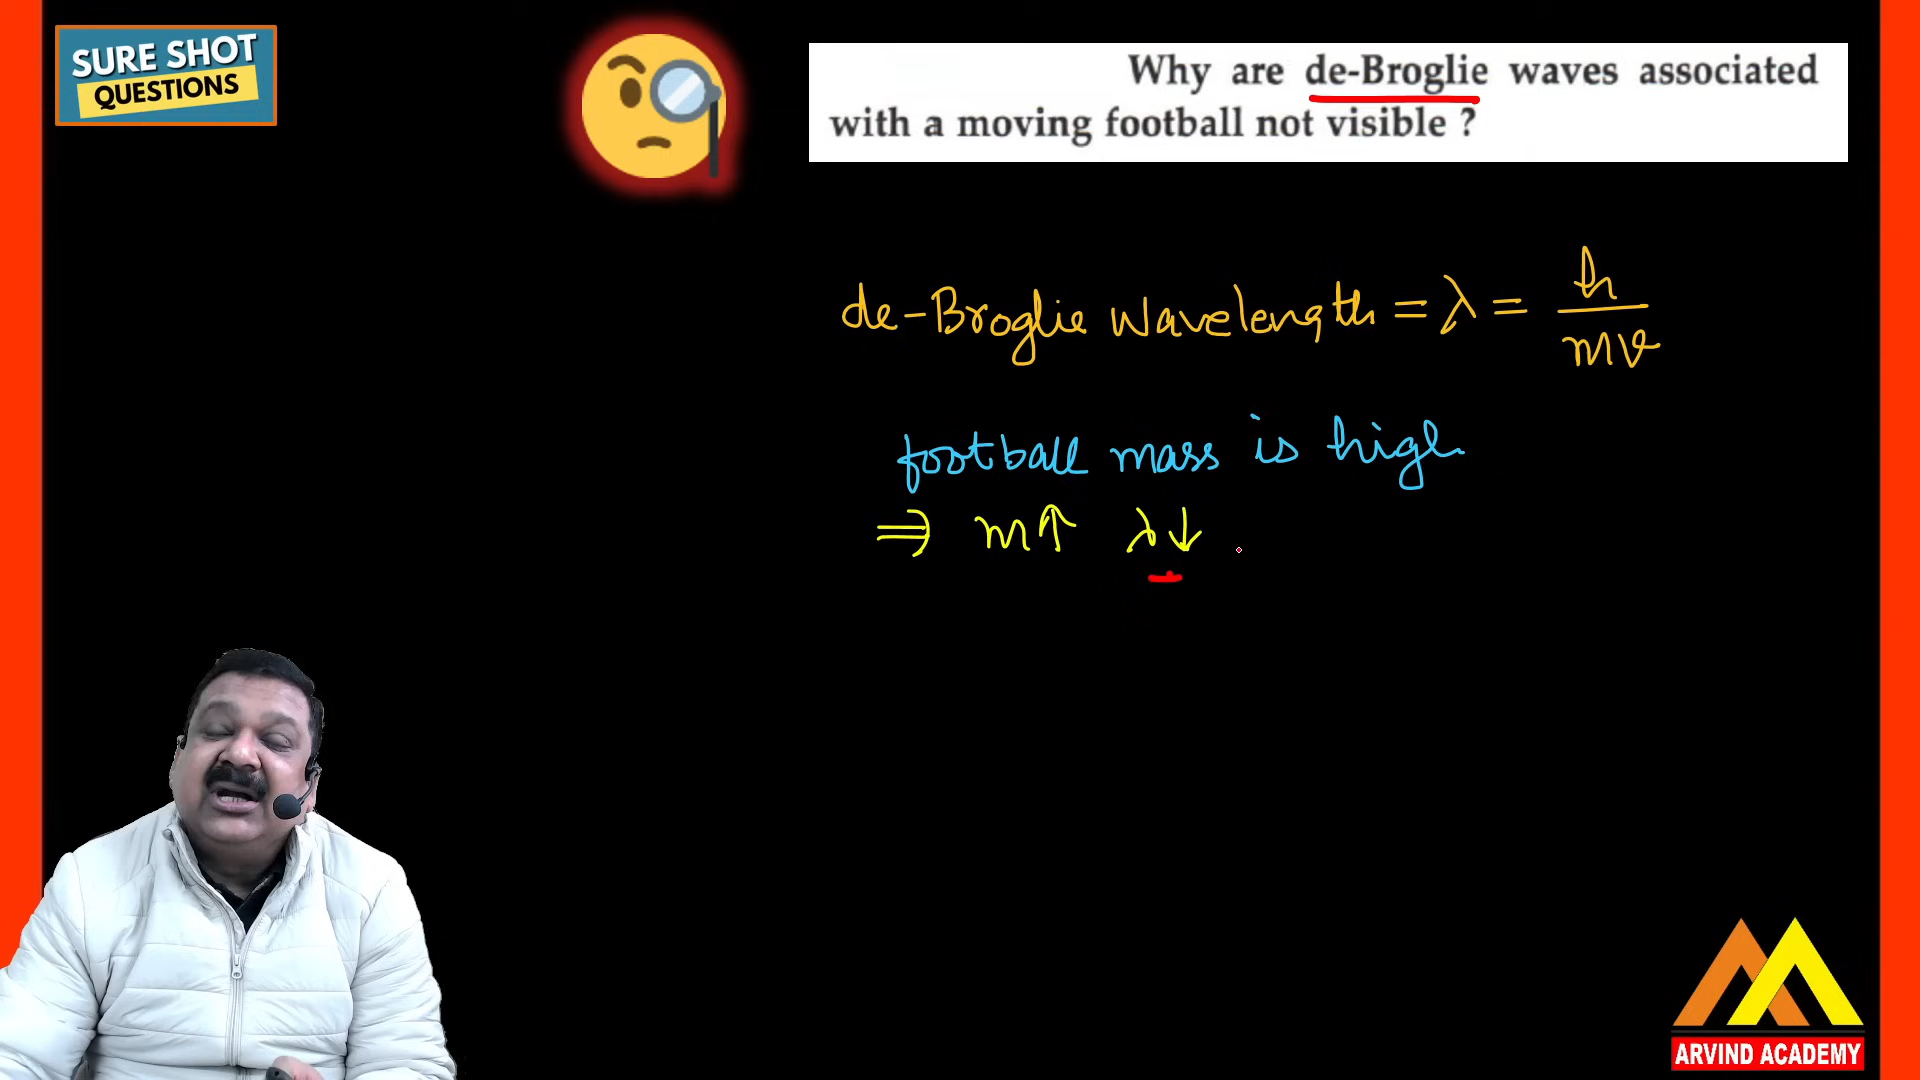 SURE SHOT
QUESTIONS
Why are de-Broglie waves associated
with a moving football not visible ?
de-Broglie wavelength = λ = h/mv
football mass is high
⇒ m↑ λ↓
ARVIND ACADEMY